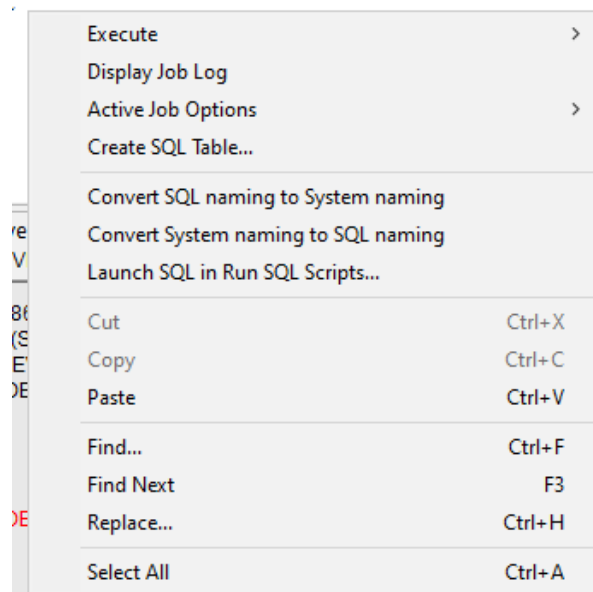 Execute
Display Job Log
Active Job Options
Create SQL Table...
Convert SQL naming to System naming
Convert System naming to SQL naming
Launch SQL in Run SQL Scripts...
Cut Ctrl+X
Copy Ctrl+C
Paste Ctrl+V
Find... Ctrl+F
Find Next F3
Replace... Ctrl+H
Select All Ctrl+A